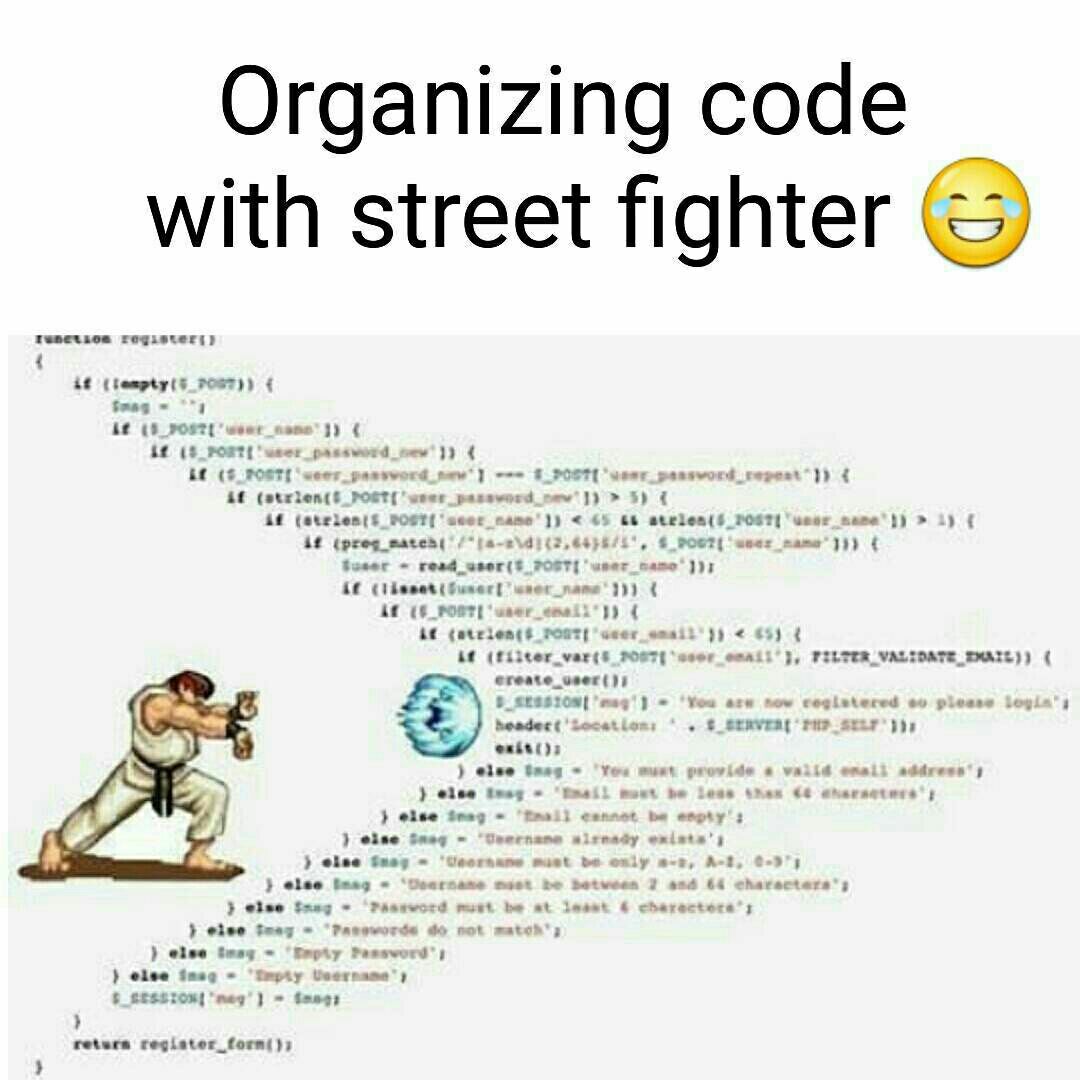 Organizing code
with street fighter 😂
function register()
{
if (!empty($_POST)) {
$msg = '';
if ($_POST['user_name']) {
if ($_POST['user_password_new']) {
if ($_POST['user_password_new'] === $_POST['user_password_repeat']) {
if (strlen($_POST['user_password_new']) > 5) {
if (strlen($_POST['user_name']) < 65 && strlen($_POST['user_name']) > 1) {
if (preg_match('/^[a-z\d]{2,64}$/i', $_POST['user_name'])) {
$user = read_user($_POST['user_name']);
if (!isset($user['user_name'])) {
if ($_POST['user_email']) {
if (strlen($_POST['user_email']) < 65) {
if (filter_var($_POST['user_email'], FILTER_VALIDATE_EMAIL)) {
create_user();
$_SESSION['msg'] = 'You are now registered so please login';
header('Location: ' . $_SERVER['PHP_SELF']);
exit();
} else $msg = 'You must provide a valid email address';
} else $msg = 'Email must be less than 64 characters';
} else $msg = 'Email cannot be empty';
} else $msg = 'Username already exists';
} else $msg = 'Username must be only a-z, A-Z, 0-9';
} else $msg = 'Username must be between 2 and 64 characters';
} else $msg = 'Password must be at least 6 characters';
} else $msg = 'Passwords do not match';
} else $msg = 'Empty Password';
} else $msg = 'Empty Username';
$_SESSION['msg'] = $msg;
}
return register_form();
}